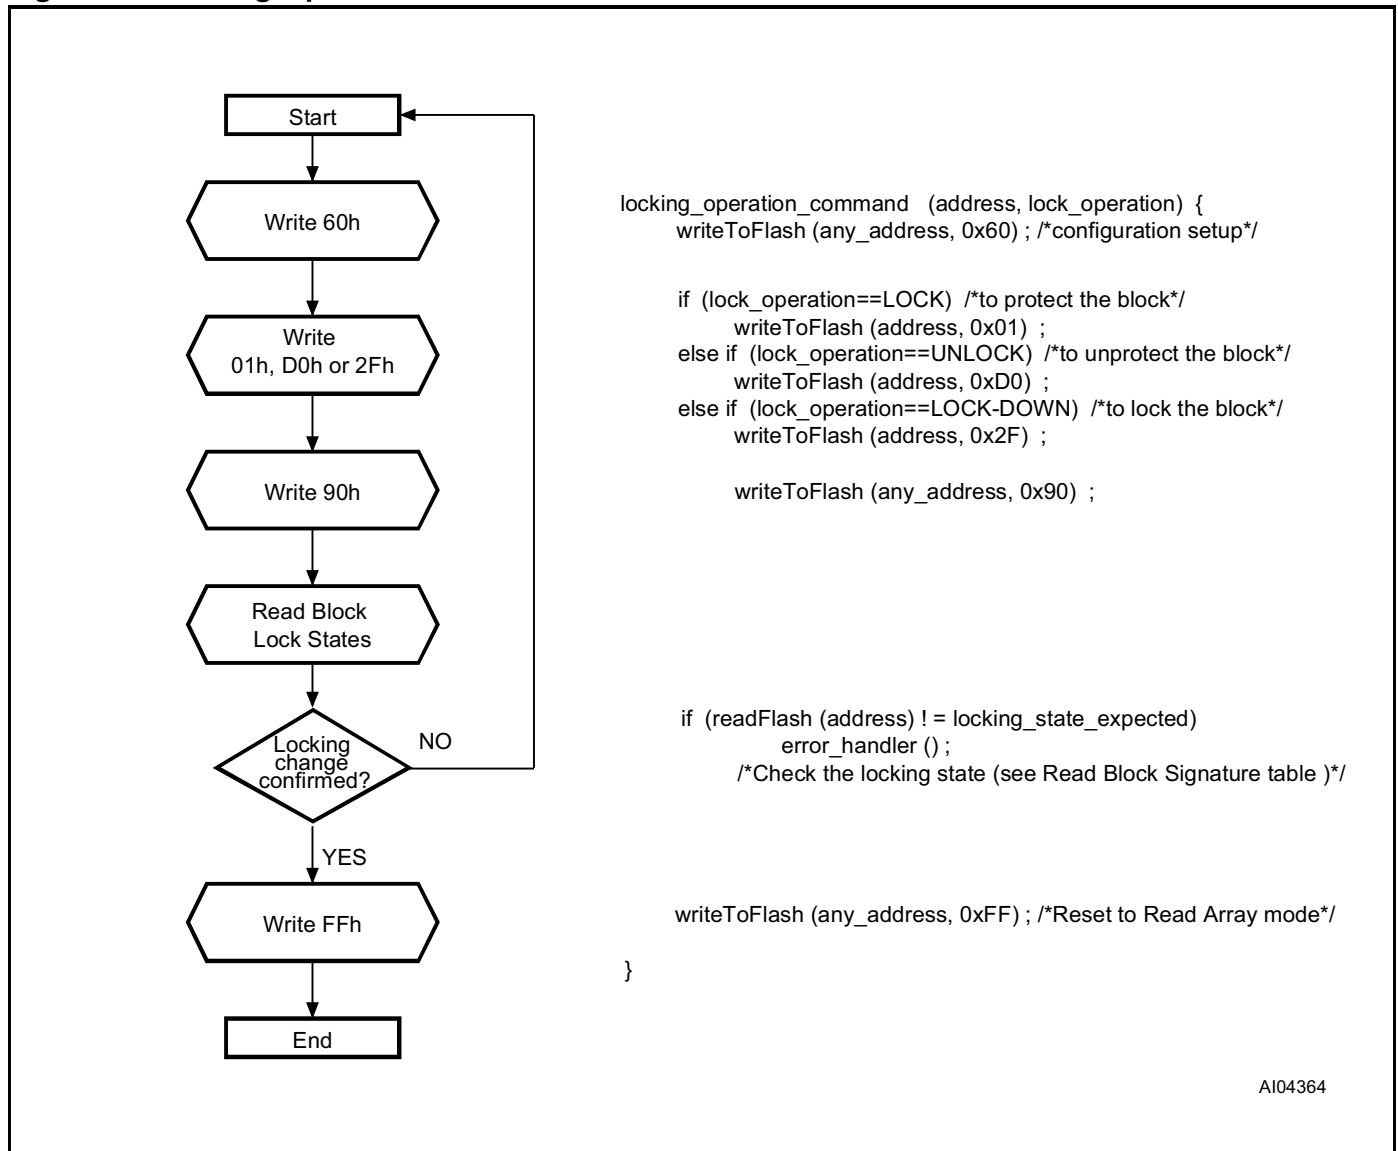 Start
Write 60h
Write
01h, D0h or 2Fh
Write 90h
Read Block
Lock States
Locking
change
confirmed?
NO
YES
Write FFh
End
locking_operation_command (address, lock_operation) {
writeToFlash (any_address, 0x60) ; /*configuration setup*/
if (lock_operation==LOCK) /*to protect the block*/
writeToFlash (address, 0x01) ;
else if (lock_operation==UNLOCK) /*to unprotect the block*/
writeToFlash (address, 0xD0) ;
else if (lock_operation==LOCK-DOWN) /*to lock the block*/
writeToFlash (address, 0x2F) ;
writeToFlash (any_address, 0x90) ;
if (readFlash (address) ! = locking_state_expected)
error_handler () ;
/*Check the locking state (see Read Block Signature table )*/
writeToFlash (any_address, 0xFF) ; /*Reset to Read Array mode*/
}
AI04364